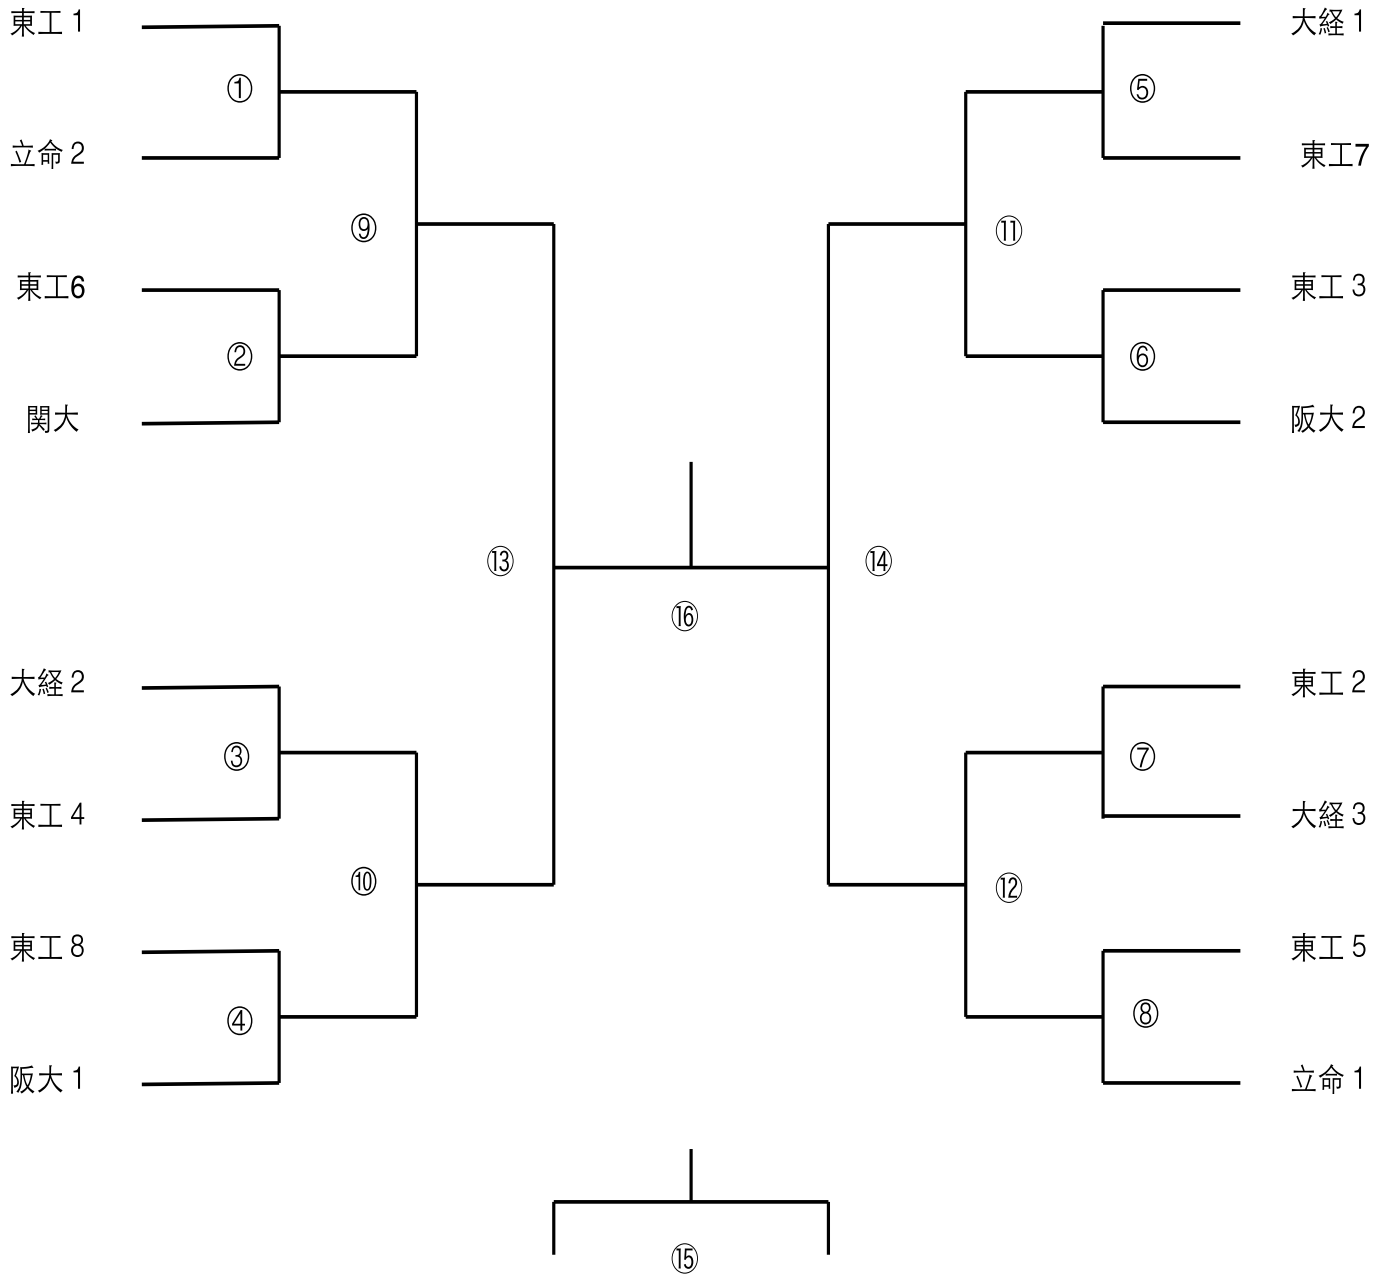 東工 1
①
立命 2
⑨
東工6
②
関大
⑬
大経 2
③
東工 4
⑩
東工 8
④
阪大 1
⑯
⑮
大経 1
⑤
東工7
⑪
東工 3
⑥
阪大 2
⑭
東工 2
⑦
大経 3
⑫
東工 5
⑧
立命 1